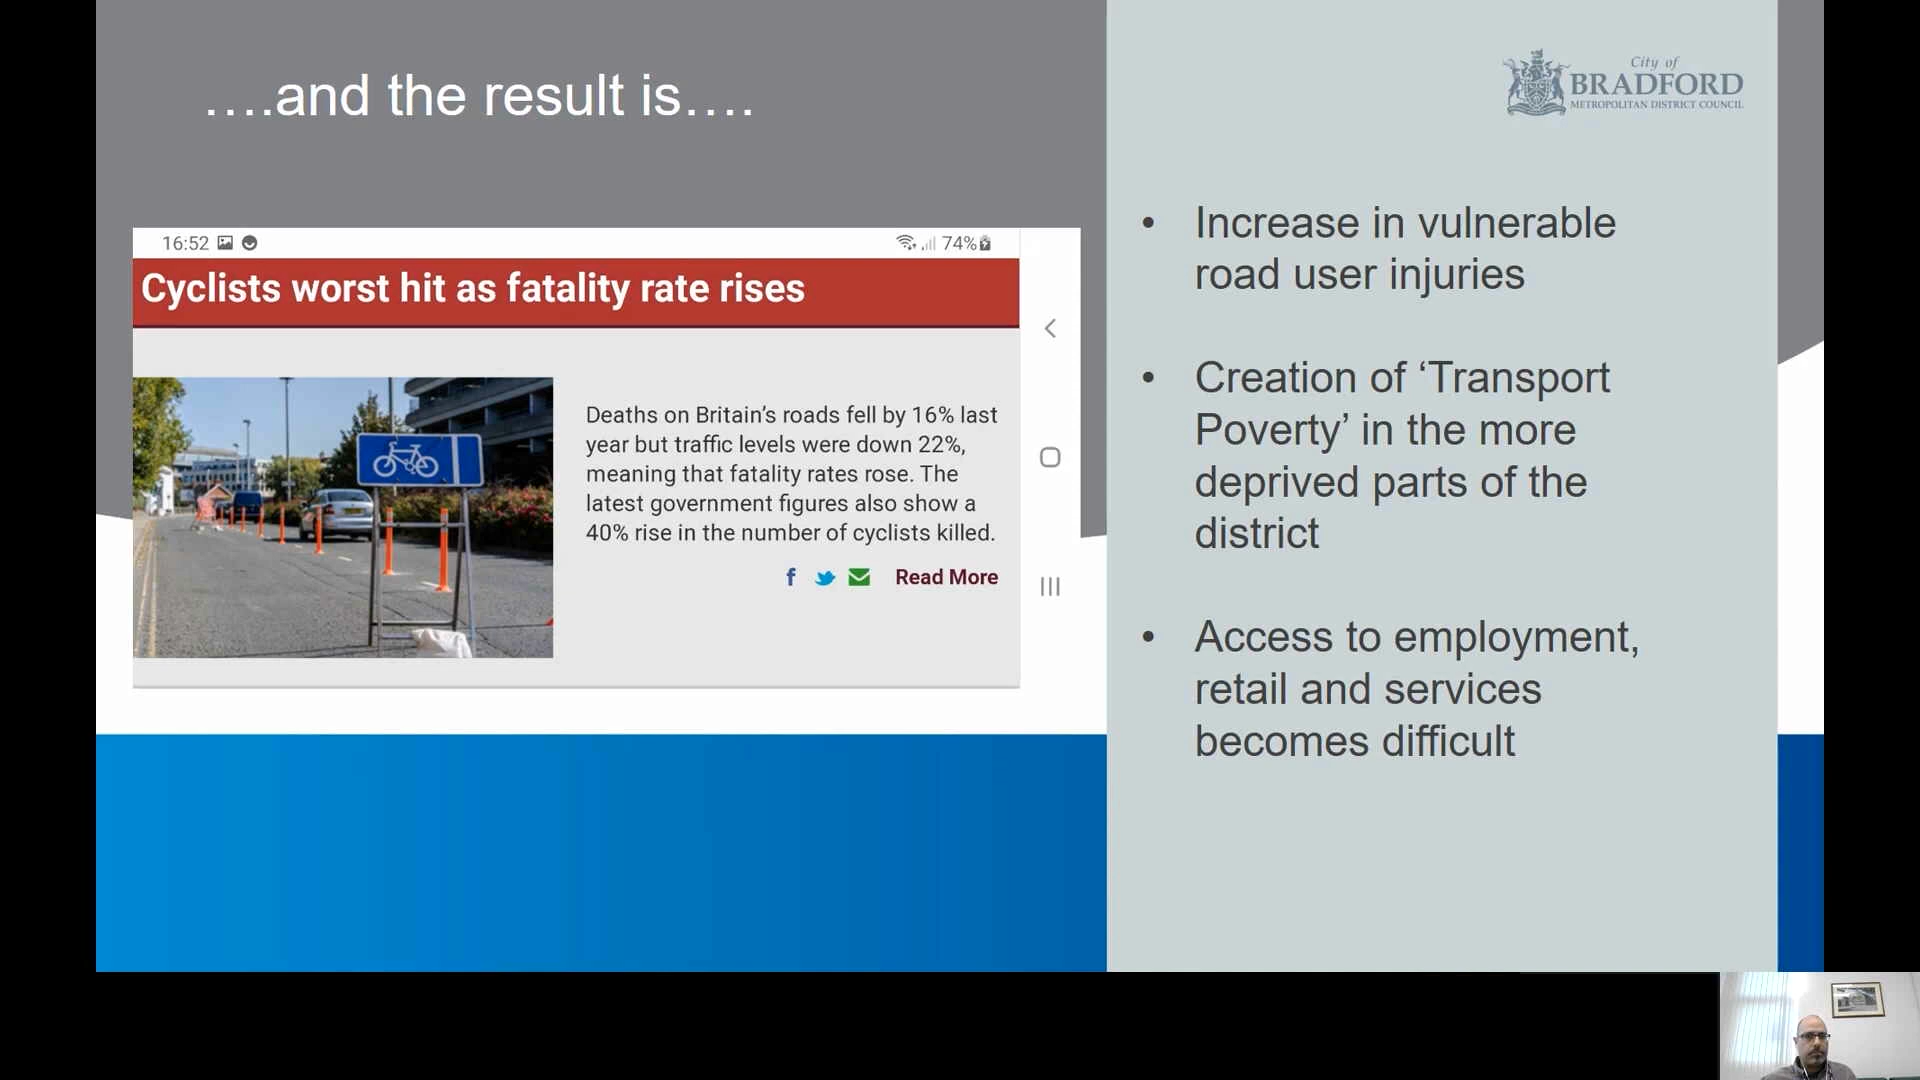 ….and the result is….
City of
BRADFORD
METROPOLITAN DISTRICT COUNCIL
16:52
74%
Cyclists worst hit as fatality rate rises
Deaths on Britain’s roads fell by 16% last
year but traffic levels were down 22%,
meaning that fatality rates rose. The
latest government figures also show a
40% rise in the number of cyclists killed.
Read More
• Increase in vulnerable
road user injuries
• Creation of ‘Transport
Poverty’ in the more
deprived parts of the
district
• Access to employment,
retail and services
becomes difficult